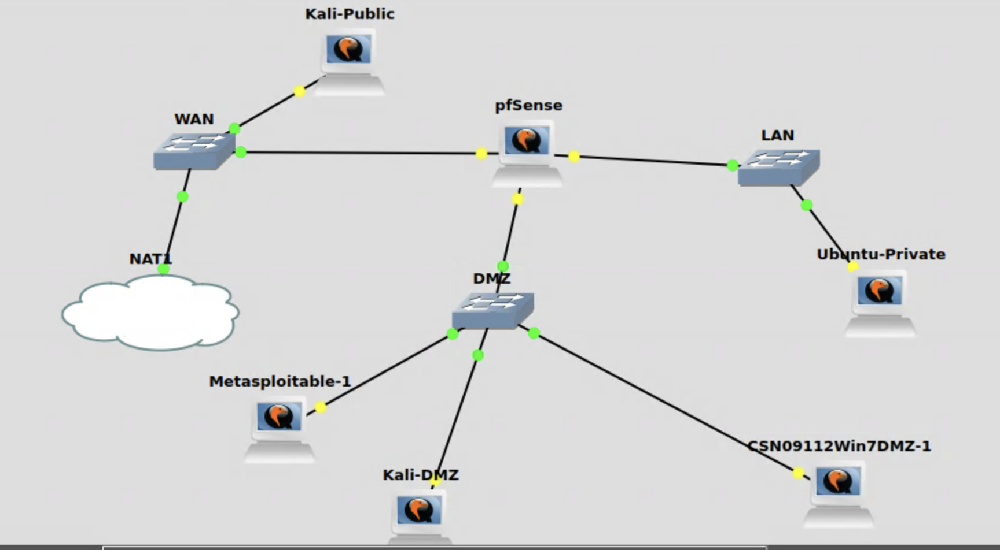 Kali-Public
pfSense
WAN
LAN
Ubuntu-Private
NAT1
DMZ
Metasploitable-1
CSN09112Win7DMZ-1
Kali-DMZ